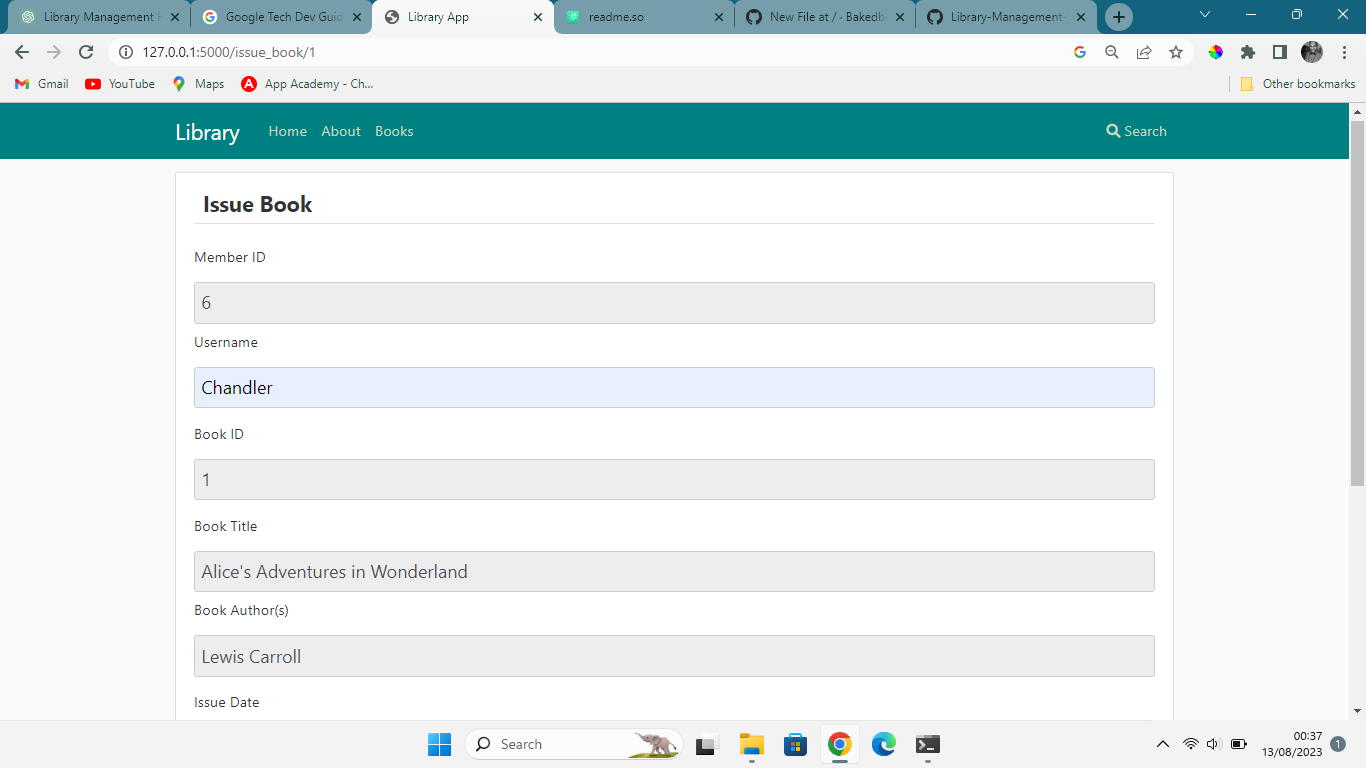 Library Management H
Google Tech Dev Guid
Library App
readme.so
New File at / · Bakedb
Library-Management-
127.0.0.1:5000/issue_book/1
Gmail
YouTube
Maps
App Academy - Ch...
Other bookmarks
Library
Home
About
Books
Search
Issue Book
Member ID
6
Username
Chandler
Book ID
1
Book Title
Alice's Adventures in Wonderland
Book Author(s)
Lewis Carroll
Issue Date
Search
00:37
13/08/2023
1